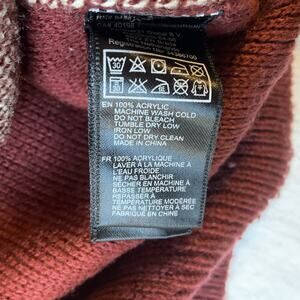 EN 100% ACRYLIC
MACHINE WASH COLD
DO NOT BLEACH
TUMBLE DRY LOW
IRON LOW
DO NOT DRY CLEAN
MADE IN CHINA
FR 100% ACRYLIQUE
LAVER À LA MACHINE À
L'EAU FROIDE
NE PAS BLANCHIR
SÉCHER EN MACHINE À
BASSE TEMPÉRATURE
REPASSER À
TEMPÉRATURE MODÉRÉE
NE PAS NETTOYER À SEC
FABRIQUÉ EN CHINE